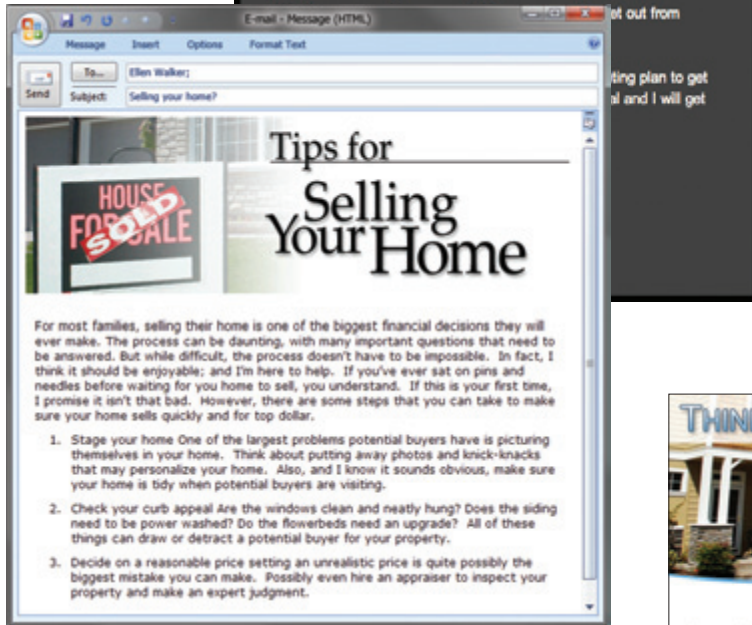 E-mail - Message (HTML)
Message Insert Options Format Text
To... Ellen Walker;
Send Subject: Selling your home?
et out from
ting plan to get
al and I will get
HOUSE
FOR SALE
SOLD
Tips for
Selling
Your Home
For most families, selling their home is one of the biggest financial decisions they will
ever make. The process can be daunting, with many important questions that need to
be answered. But while difficult, the process doesn't have to be impossible. In fact, I
think it should be enjoyable; and I'm here to help. If you've ever sat on pins and
needles before waiting for you home to sell, you understand. If this is your first time,
I promise it isn't that bad. However, there are some steps that you can take to make
sure your home sells quickly and for top dollar.
1. Stage your home One of the largest problems potential buyers have is picturing
themselves in your home. Think about putting away photos and knick-knacks
that may personalize your home. Also, and I know it sounds obvious, make sure
your home is tidy when potential buyers are visiting.
2. Check your curb appeal Are the windows clean and neatly hung? Does the siding
need to be power washed? Do the flowerbeds need an upgrade? All of these
things can draw or detract a potential buyer for your property.
3. Decide on a reasonable price setting an unrealistic price is quite possibly the
biggest mistake you can make. Possibly even hire an appraiser to inspect your
property and make an expert judgment.
THIN